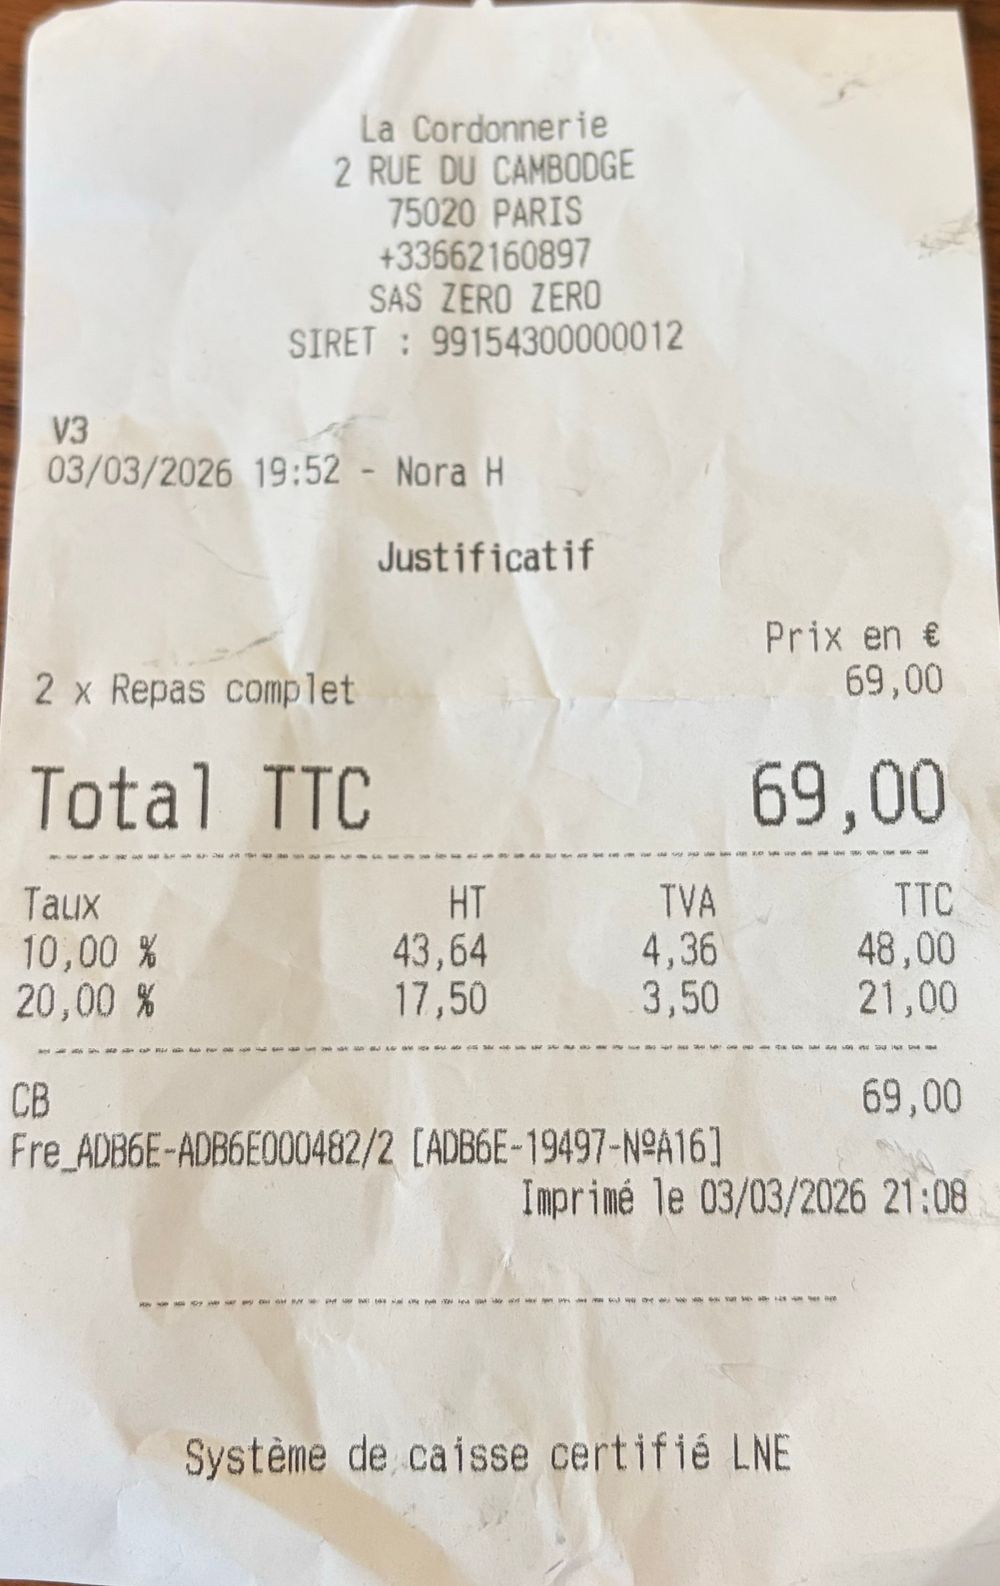 La Cordonnerie
2 RUE DU CAMBODGE
75020 PARIS
+33662160897
SAS ZERO ZERO
SIRET : 99154300000012
V3
03/03/2026 19:52 - Nora H
Justificatif
Prix en €
2 x Repas complet 69,00
Total TTC 69,00
Taux HT TVA TTC
10,00 % 43,64 4,36 48,00
20,00 % 17,50 3,50 21,00
CB 69,00
Fre_ADB6E-ADB6E000482/2 [ADB6E-19497-NºA16]
Imprimé le 03/03/2026 21:08
Système de caisse certifié LNE